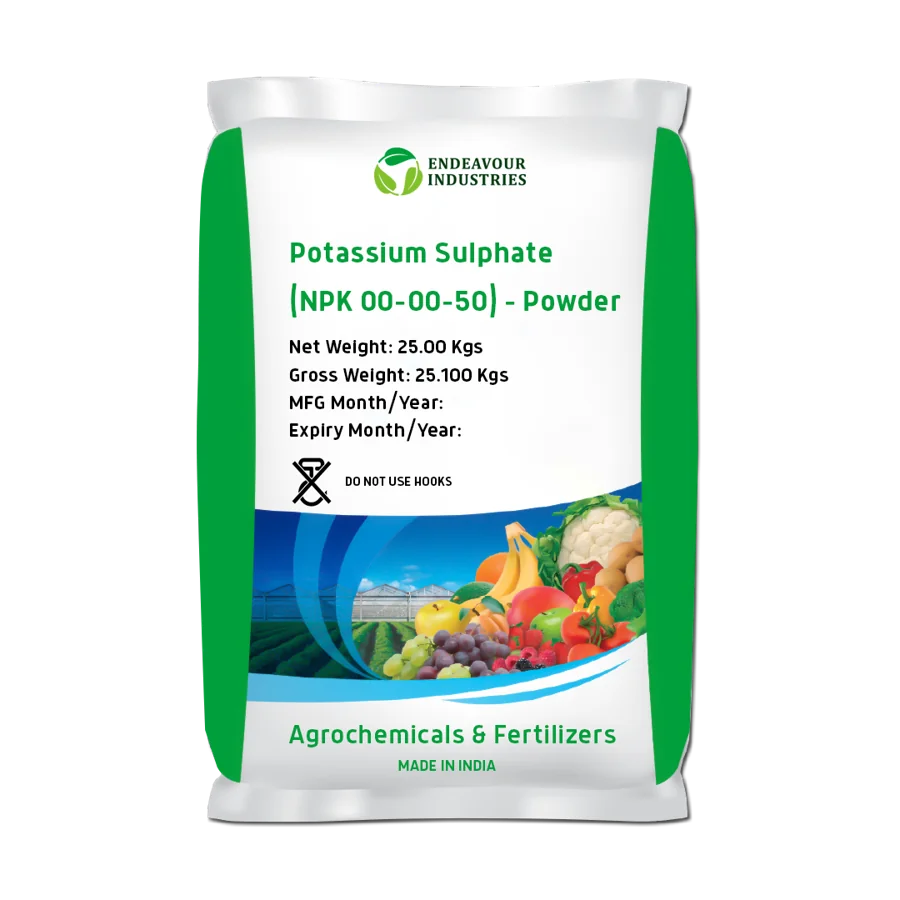 ENDEAVOUR
INDUSTRIES
Potassium Sulphate
(NPK 00-00-50) - Powder
Net Weight: 25.00 Kgs
Gross Weight: 25.100 Kgs
MFG Month/Year:
Expiry Month/Year:
DO NOT USE HOOKS
Agrochemicals & Fertilizers
MADE IN INDIA